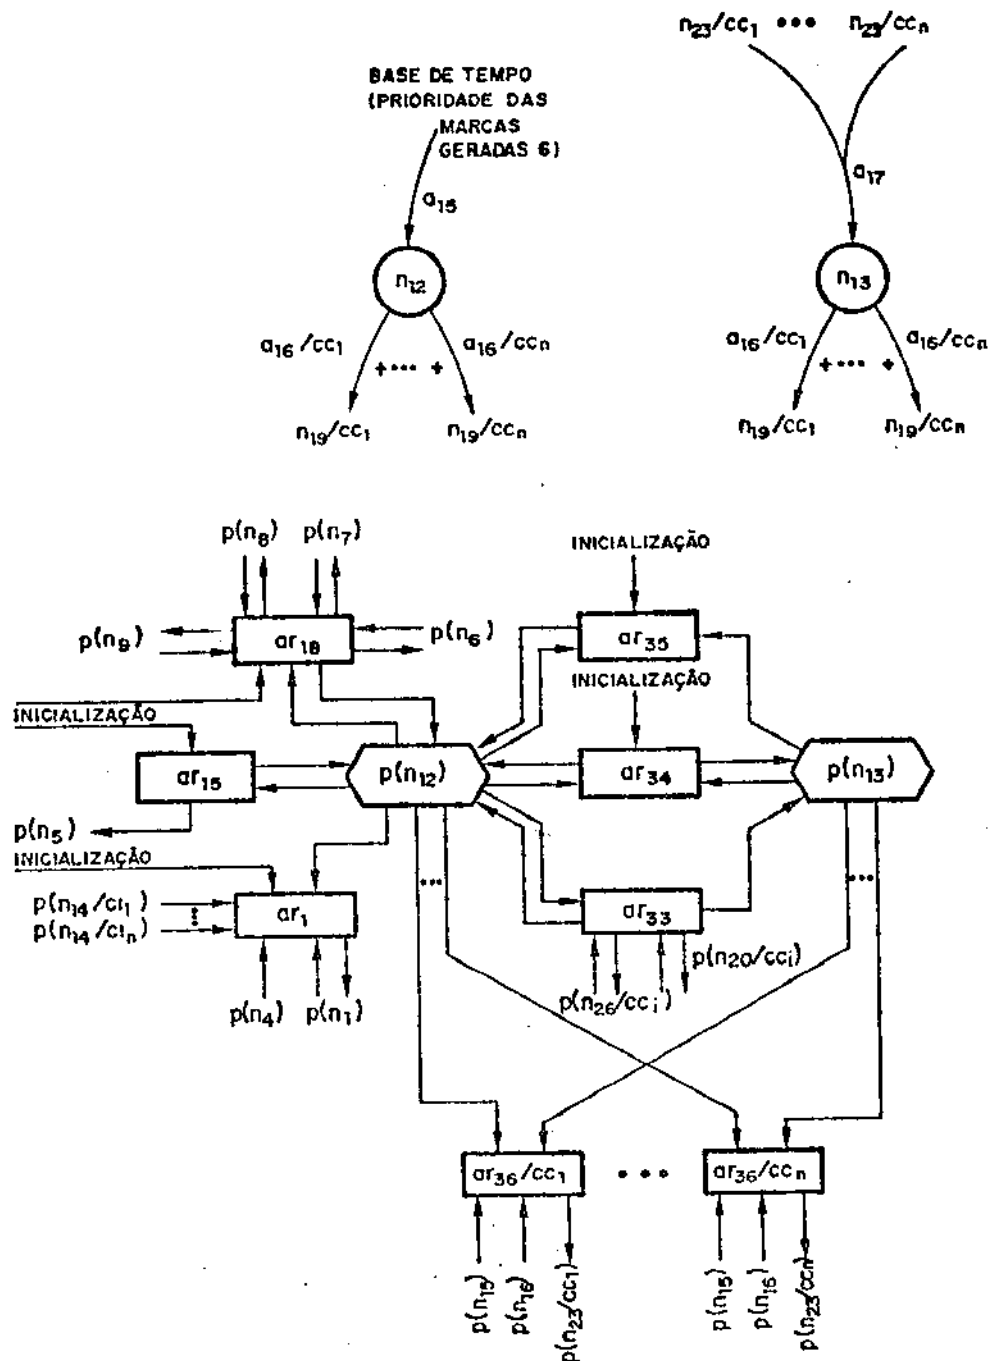 n23/cc1 ••• n23/ccn
BASE DE TEMPO
(PRIORIDADE DAS
MARCAS
GERADAS 6)
a15
a17
n12
n13
a16/cc1
a16/ccn
a16/cc1
a16/ccn
+ ••• +
+ ••• +
n19/cc1
n19/ccn
n19/cc1
n19/ccn
p(n8)
p(n7)
INICIALIZAÇÃO
p(n9)
ar18
p(n6)
ar35
INICIALIZAÇÃO
INICIALIZAÇÃO
ar15
p(n12)
ar34
p(n13)
p(n5)
INICIALIZAÇÃO
•••
•••
p(n14/ci1)
p(n14/cin)
ar1
ar33
p(n20/cci)
p(n26/cci)
p(n4)
p(n1)
ar36/cc1
•••
ar36/ccn
p(n15)
p(n16)
p(n23/cc1)
p(n15)
p(n16)
p(n23/ccn)